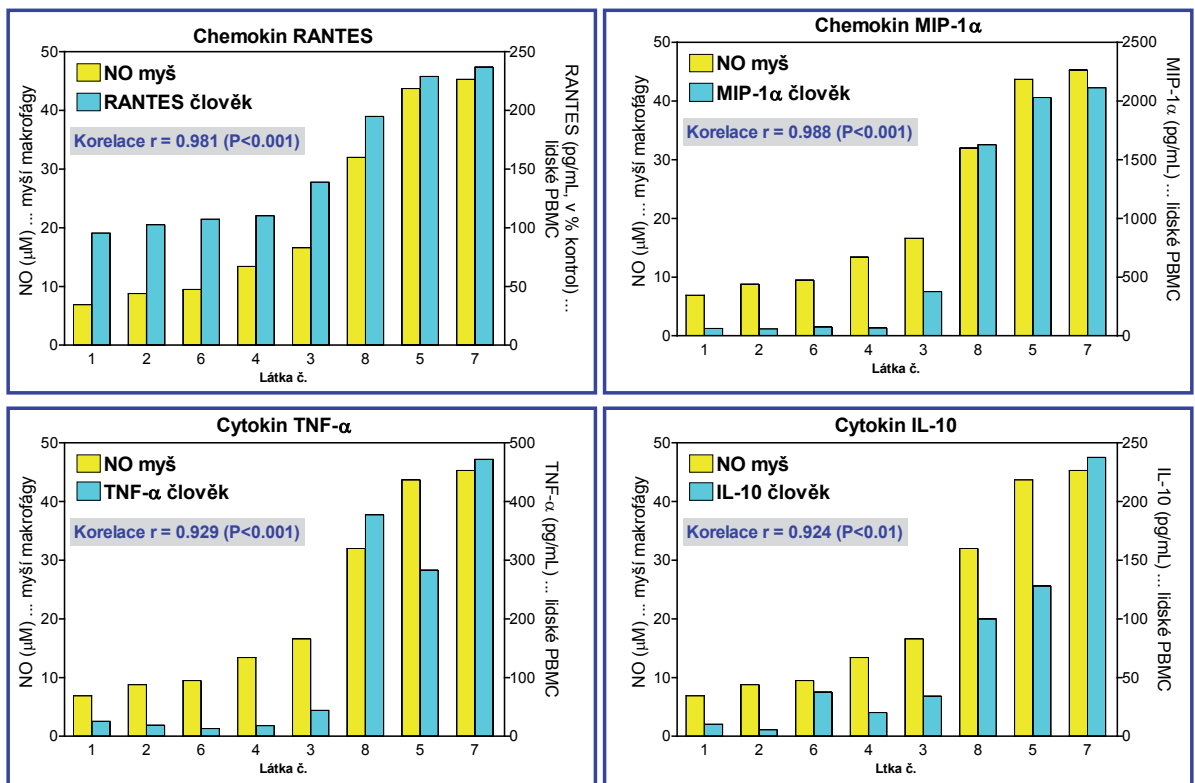 Chemokin RANTES
NO myš
RANTES člověk
Korelace r = 0.981 (P<0.001)
NO (μM) ... myší makrofágy
50
40
30
20
10
0
250
200
150
100
50
0
RANTES (pg/mL, v % kontrol) ...
lidské PBMC
1 2 6 4 3 8 5 7
Látka č.
Chemokin MIP-1α
NO myš
MIP-1α člověk
Korelace r = 0.988 (P<0.001)
NO (μM) ... myší makrofágy
50
40
30
20
10
0
2500
2000
1500
1000
500
0
MIP-1α (pg/mL) ... lidské PBMC
1 2 6 4 3 8 5 7
Látka č.
Cytokin TNF-α
NO myš
TNF-α člověk
Korelace r = 0.929 (P<0.001)
NO (μM) ... myší makrofágy
50
40
30
20
10
0
500
400
300
200
100
0
TNF-α (pg/mL) ... lidské PBMC
1 2 6 4 3 8 5 7
Látka č.
Cytokin IL-10
NO myš
IL-10 člověk
Korelace r = 0.924 (P<0.01)
NO (μM) ... myší makrofágy
50
40
30
20
10
0
250
200
150
100
50
0
IL-10 (pg/mL) ... lidské PBMC
1 2 6 4 3 8 5 7
Ltka č.